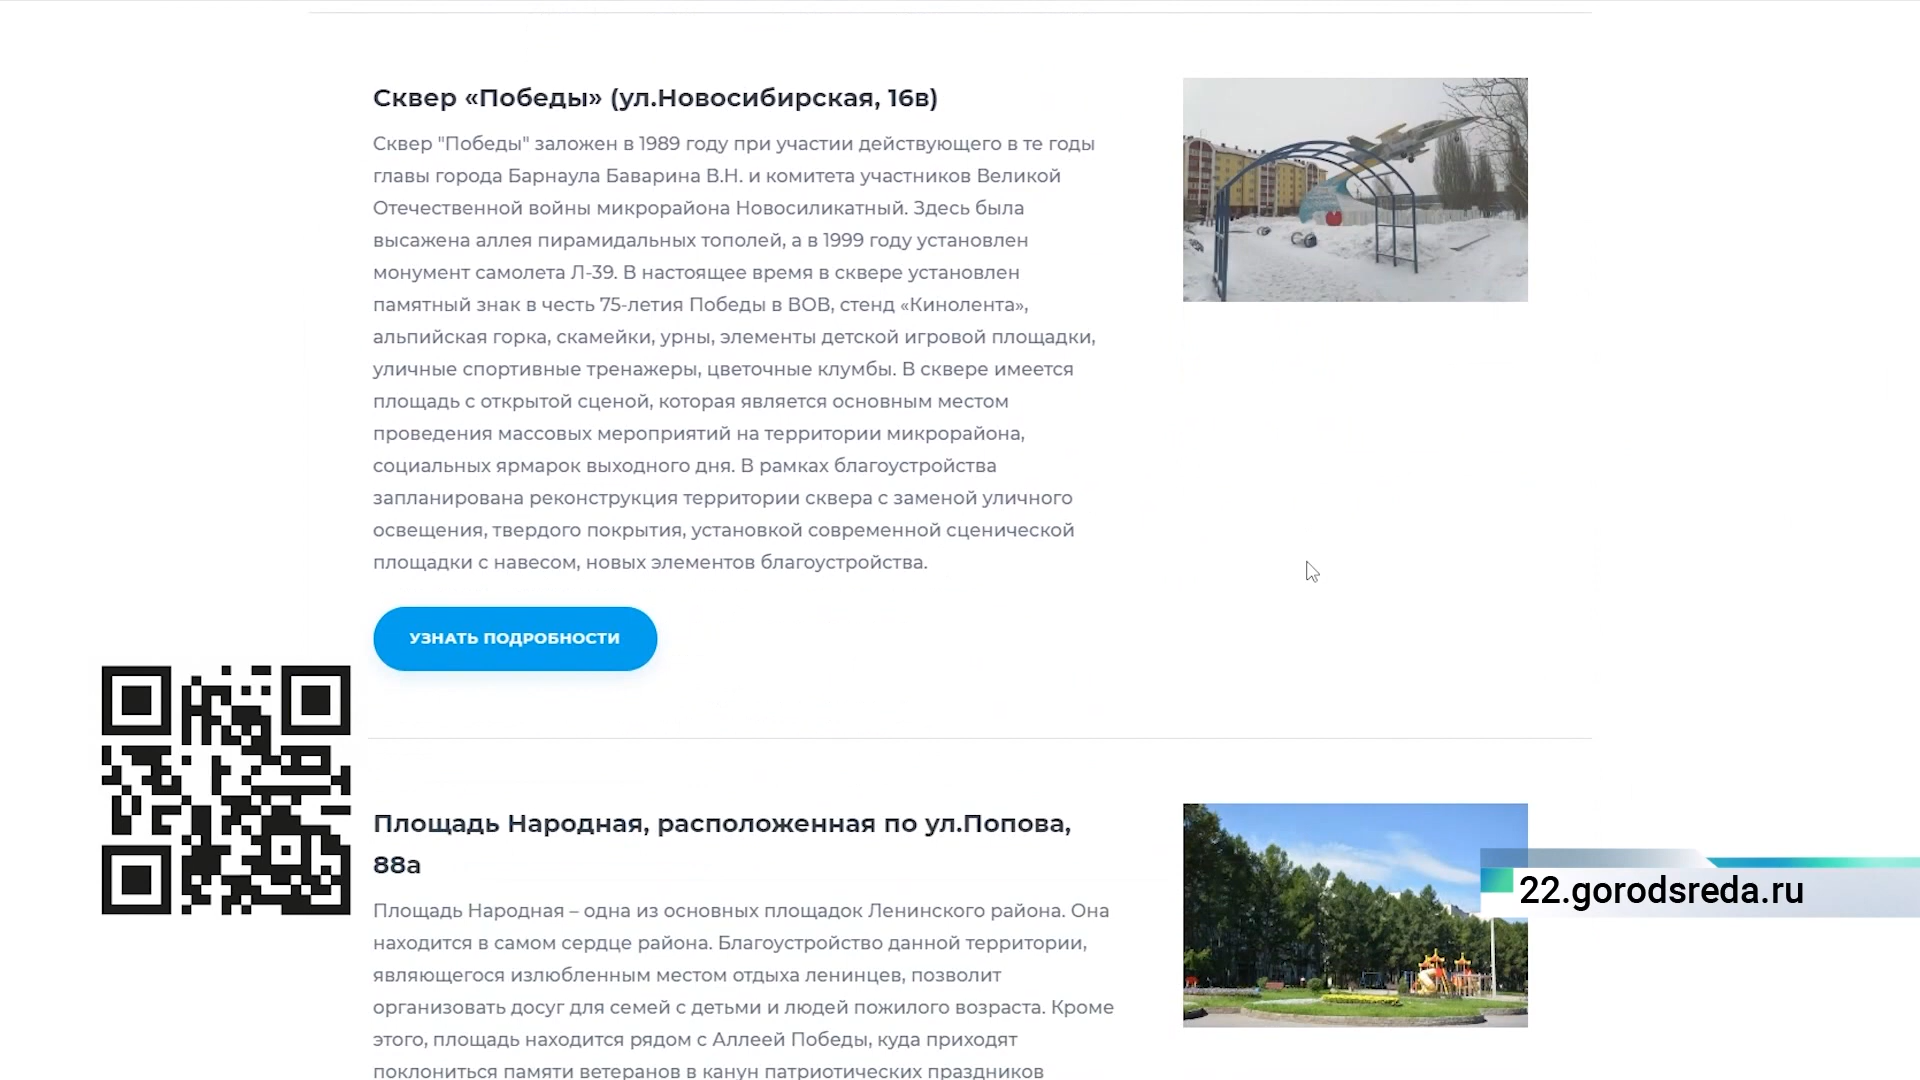 Сквер «Победы» (ул.Новосибирская, 16в)
Сквер "Победы" заложен в 1989 году при участии действующего в те годы
главы города Барнаула Баварина В.Н. и комитета участников Великой
Отечественной войны микрорайона Новосиликатный. Здесь была
высажена аллея пирамидальных тополей, а в 1999 году установлен
монумент самолета Л-39. В настоящее время в сквере установлен
памятный знак в честь 75-летия Победы в ВОВ, стенд «Кинолента»,
альпийская горка, скамейки, урны, элементы детской игровой площадки,
уличные спортивные тренажеры, цветочные клумбы. В сквере имеется
площадь с открытой сценой, которая является основным местом
проведения массовых мероприятий на территории микрорайона,
социальных ярмарок выходного дня. В рамках благоустройства
запланирована реконструкция территории сквера с заменой уличного
освещения, твердого покрытия, установкой современной сценической
площадки с навесом, новых элементов благоустройства.
УЗНАТЬ ПОДРОБНОСТИ
Площадь Народная, расположенная по ул.Попова,
88а
Площадь Народная – одна из основных площадок Ленинского района. Она
находится в самом сердце района. Благоустройство данной территории,
являющегося излюбленным местом отдыха ленинцев, позволит
организовать досуг для семей с детьми и людей пожилого возраста. Кроме
этого, площадь находится рядом с Аллеей Победы, куда приходят
поклониться памяти ветеранов в канун патриотических праздников
22.gorodsreda.ru